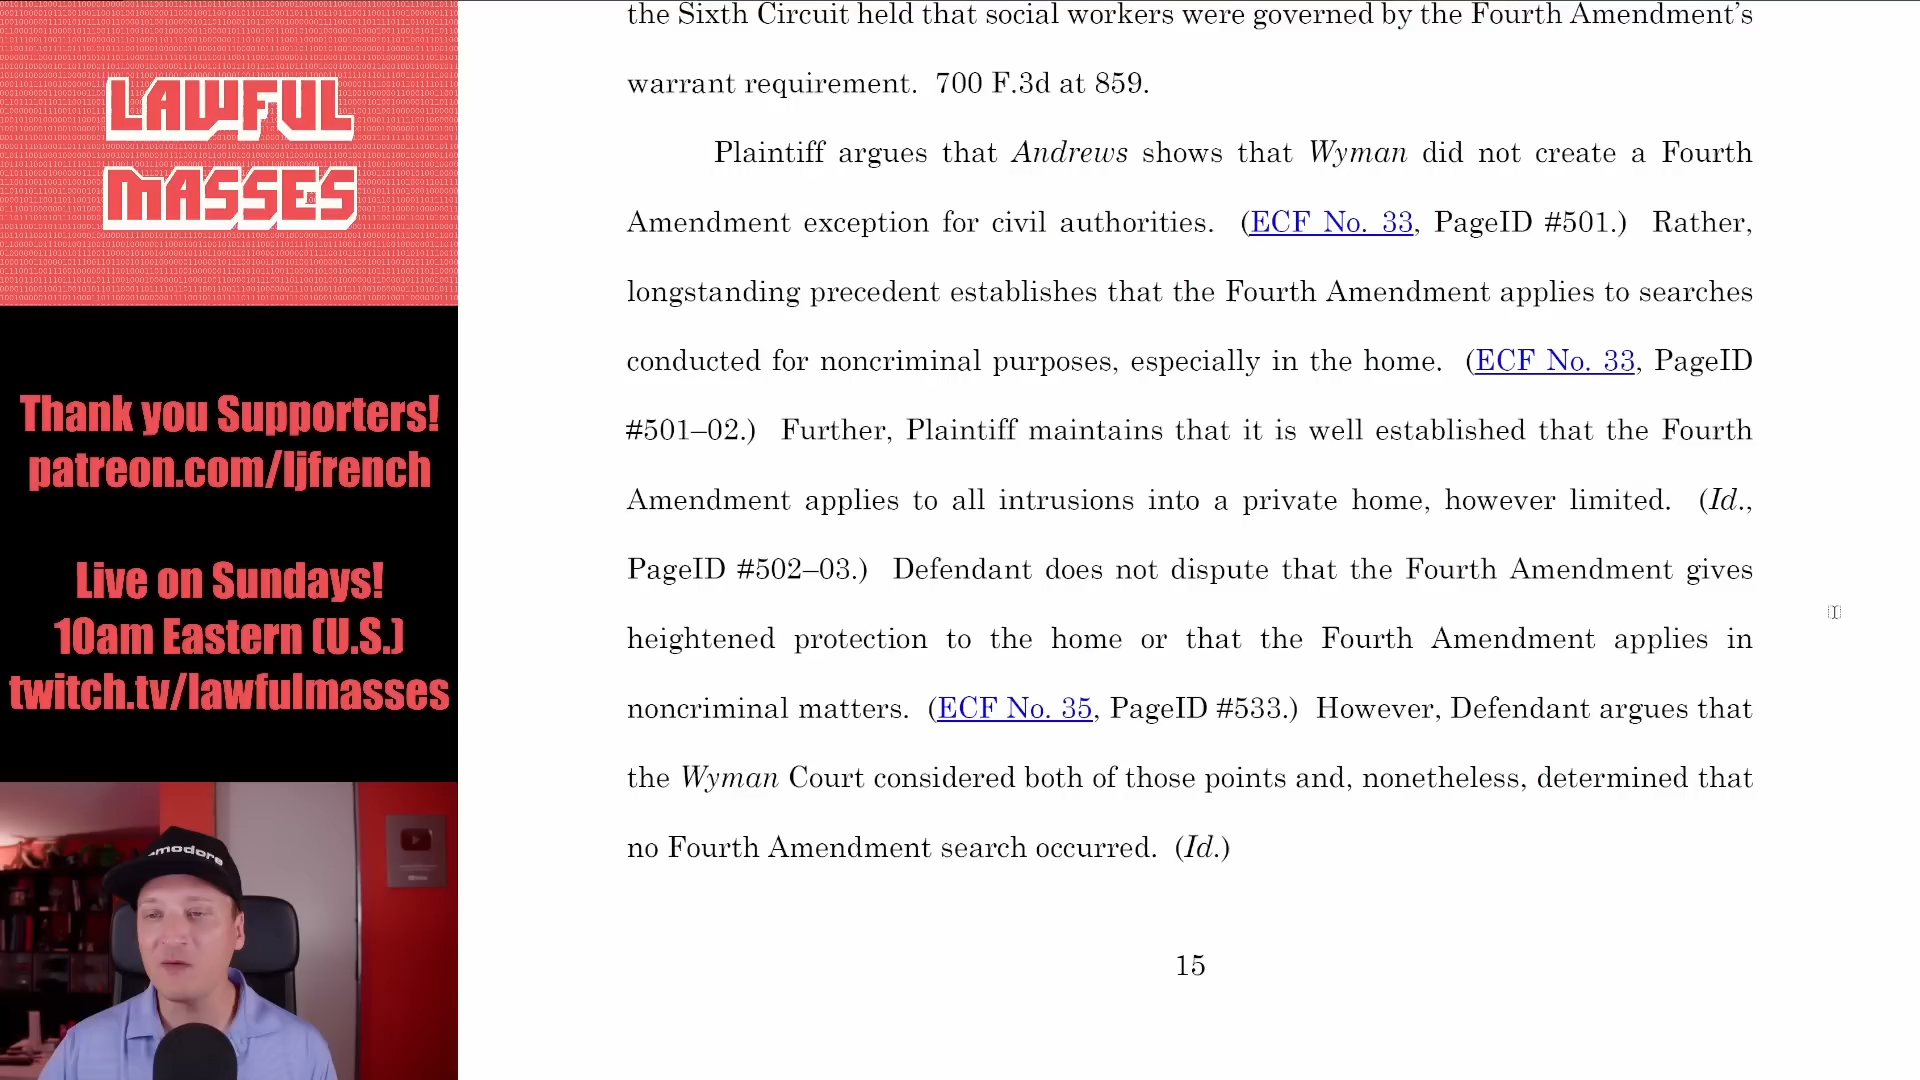 LAWFUL
MASSES
Thank you Supporters!
patreon.com/ljfrench
Live on Sundays!
10am Eastern (U.S.)
twitch.tv/lawfulmasses
the Sixth Circuit held that social workers were governed by the Fourth Amendment’s
warrant requirement.  700 F.3d at 859.
Plaintiff argues that Andrews shows that Wyman did not create a Fourth
Amendment exception for civil authorities.  (ECF No. 33, PageID #501.)  Rather,
longstanding precedent establishes that the Fourth Amendment applies to searches
conducted for noncriminal purposes, especially in the home.  (ECF No. 33, PageID
#501–02.)  Further, Plaintiff maintains that it is well established that the Fourth
Amendment applies to all intrusions into a private home, however limited.  (Id.,
PageID #502–03.)  Defendant does not dispute that the Fourth Amendment gives
heightened protection to the home or that the Fourth Amendment applies in
noncriminal matters.  (ECF No. 35, PageID #533.)  However, Defendant argues that
the Wyman Court considered both of those points and, nonetheless, determined that
no Fourth Amendment search occurred.  (Id.)
15